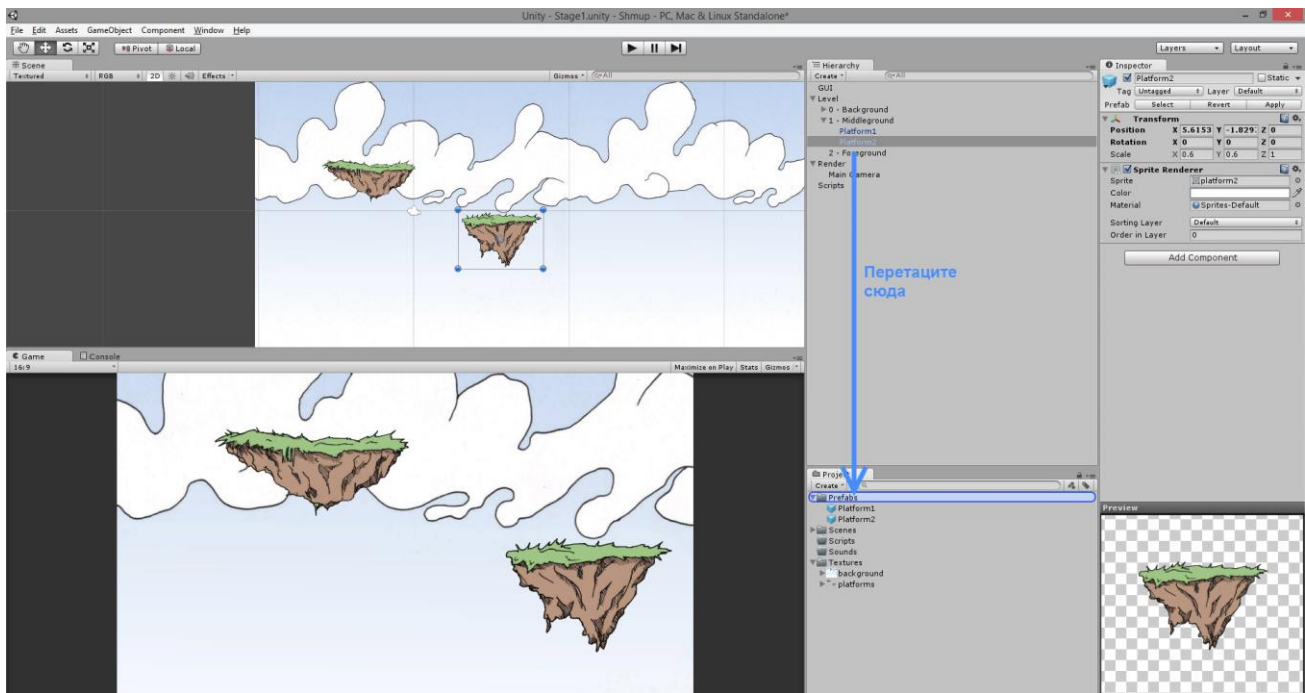 Unity - Stage1.unity - Shmup - PC, Mac & Linux Standalone*
File Edit Assets GameObject Component Window Help
Pivot Local
Layers Layout
Scene
Textured RGB 2D Effects Gizmos All
Hierarchy
Create All
GUI
Level
0 - Background
1 - Middleground
Platform1
Platform2
2 - Foreground
Render
Main Camera
Scripts
Inspector
Platform2 Static
Tag Untagged Layer Default
Prefab Select Revert Apply
Transform
Position X 5.6153 Y -1.829 Z 0
Rotation X 0 Y 0 Z 0
Scale X 0.6 Y 0.6 Z 1
Sprite Renderer
Sprite platform2
Color
Material Sprites-Default
Sorting Layer Default
Order in Layer 0
Add Component
Перетащите
сюда
Game Console
16:9 Maximize on Play Stats Gizmos
Project
Create
Prefabs
Platform1
Platform2
Scenes
Scripts
Sounds
Textures
background
platforms
Preview